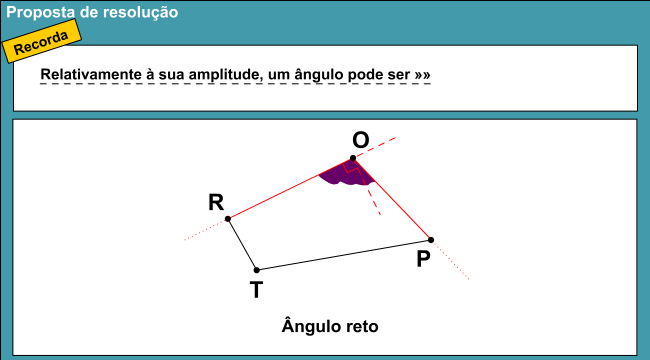 Proposta de resolução
Recorda
Relativamente à sua amplitude, um ângulo pode ser »»
O
R
P
T
Ângulo reto